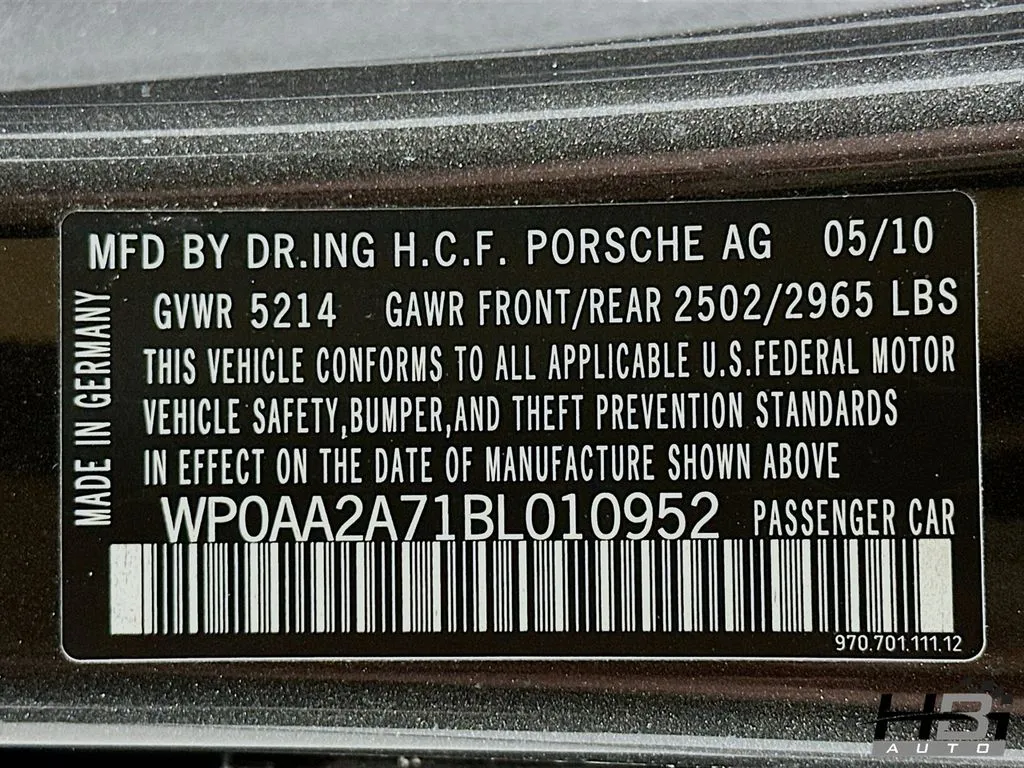 MFD BY DR.ING H.C.F. PORSCHE AG 05/10
GVWR 5214 GAWR FRONT/REAR 2502/2965 LBS
THIS VEHICLE CONFORMS TO ALL APPLICABLE U.S.FEDERAL MOTOR
VEHICLE SAFETY,BUMPER,AND THEFT PREVENTION STANDARDS
IN EFFECT ON THE DATE OF MANUFACTURE SHOWN ABOVE
WP0AA2A71BL010952 PASSENGER CAR
970.701.111.12
MADE IN GERMANY
HBI
AUTO